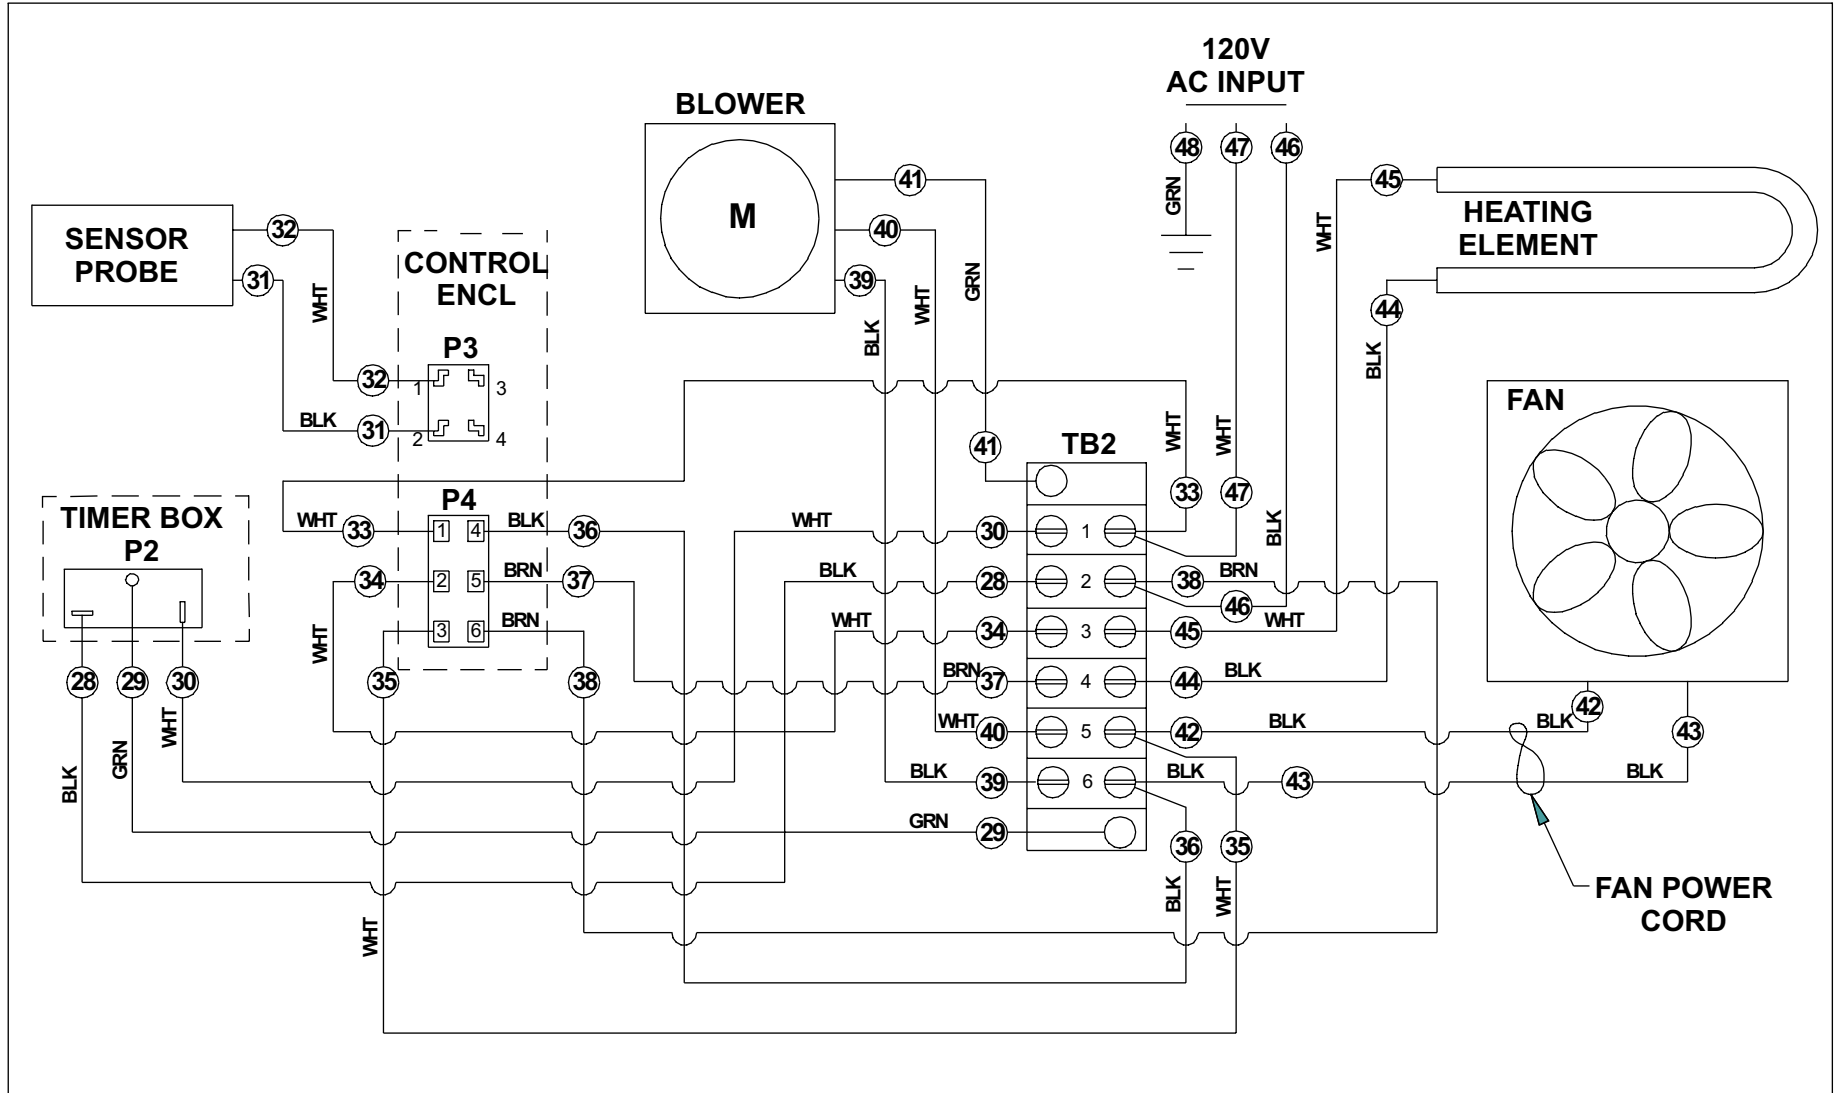 120V
AC INPUT
BLOWER
48
47
46
41
45
GRN
M
HEATING
ELEMENT
WHT
40
SENSOR
PROBE
32
31
CONTROL
ENCL
39
GRN
WHT
WHT
44
BLK
BLK
P3
32
1
3
BLK
31
2
4
FAN
WHT
WHT
41
TB2
33
47
P4
TIMER BOX
P2
WHT
33
1
4
BLK
36
WHT
30
1
BLK
34
2
5
BRN
37
BLK
28
2
38
BRN
46
WHT
3
6
BRN
WHT
34
3
45
WHT
28
29
30
35
38
BRN
37
4
44
BLK
42
WHT
GRN
BLK
WHT
40
5
42
BLK
BLK
43
BLK
39
6
BLK
43
BLK
GRN
29
36
35
BLK
WHT
WHT
FAN POWER
CORD